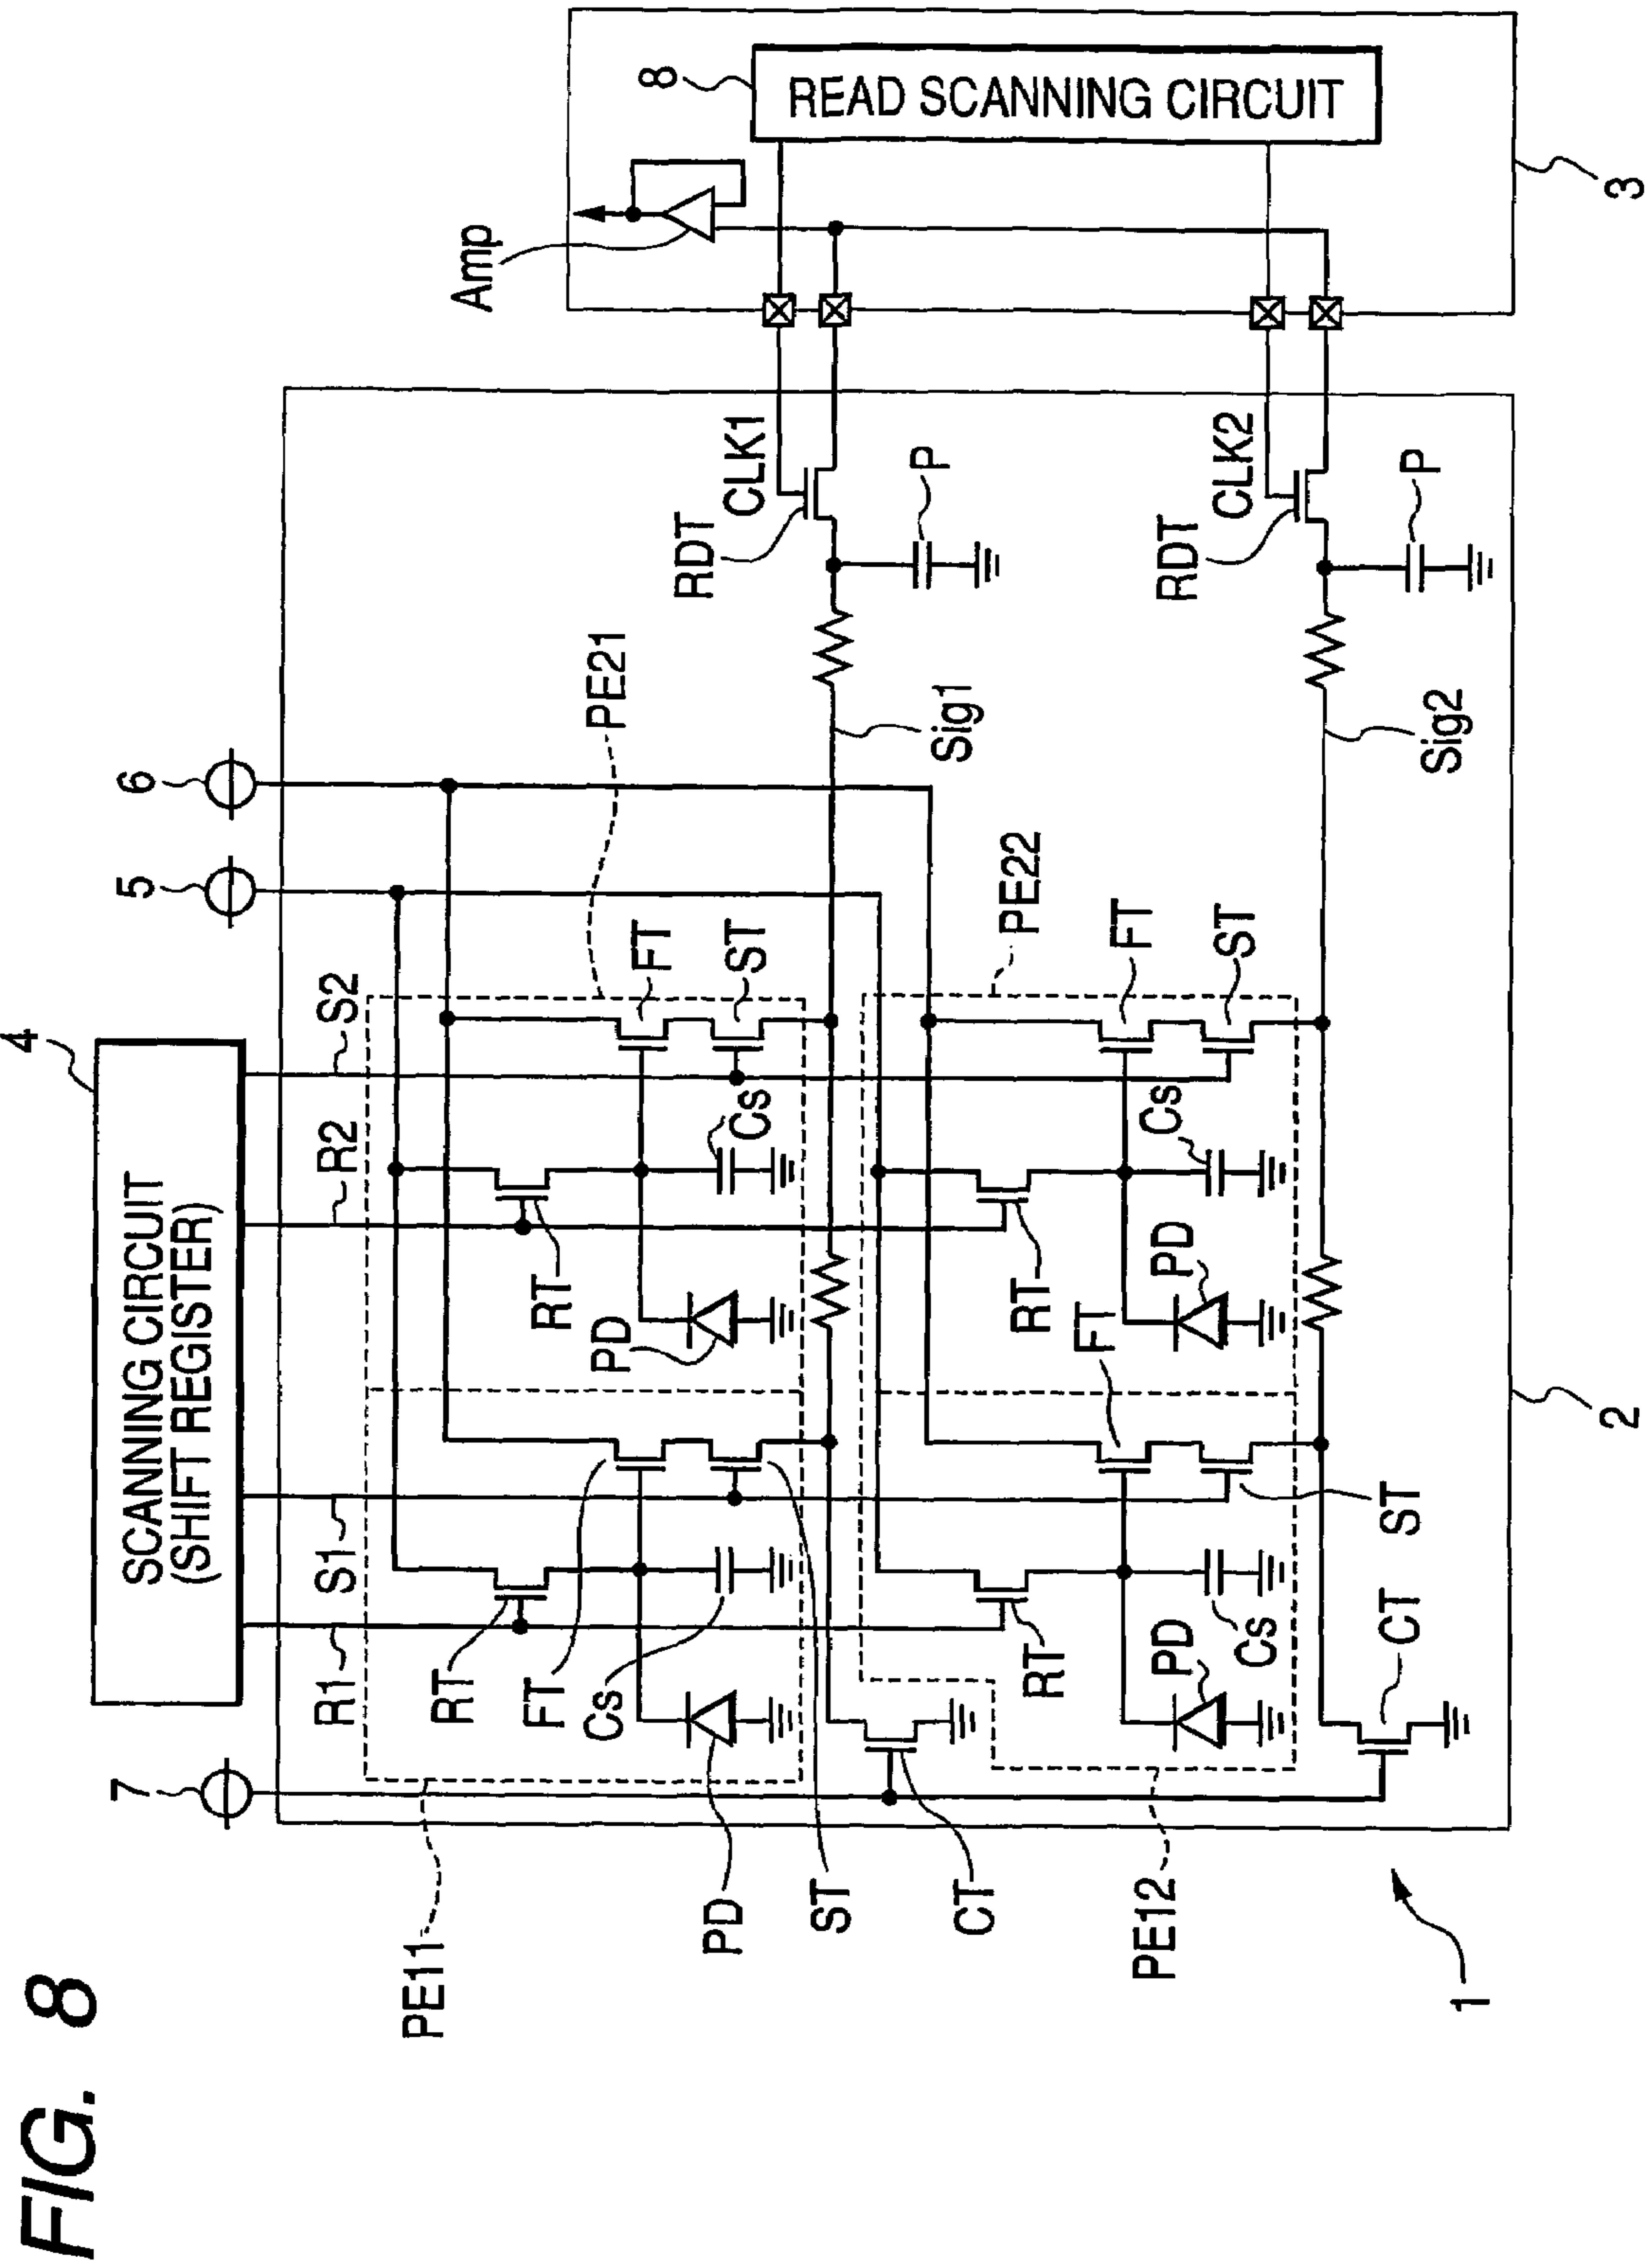 FIG. 8
4
SCANNING CIRCUIT
(SHIFT REGISTER)
7
R1
S1
R2
S2
5
6
PE11
RT
FT
Cs
PD
ST
CT
RT
PD
Cs
FT
ST
PE21
PE12
RT
PD
Cs
FT
ST
CT
RT
PD
Cs
FT
ST
PE22
Sig1
Sig2
RDT
CLK1
P
RDT
CLK2
P
Amp
8
READ SCANNING CIRCUIT
3
2
1